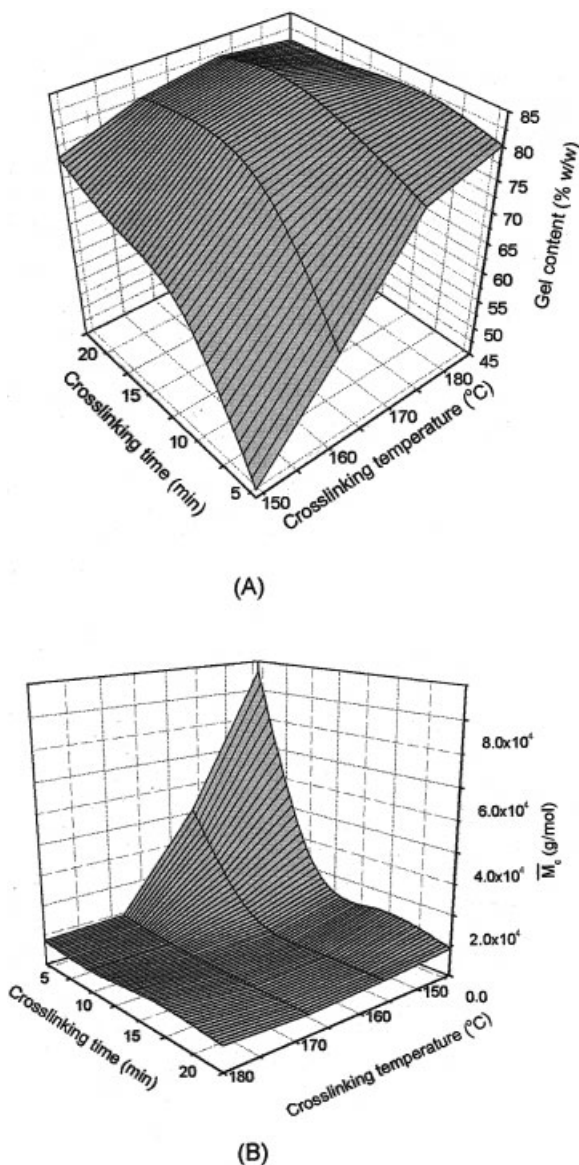 85
80
75
70
65
60
55
50
45
Gel content (% w/w)
20
15
10
5
Crosslinking time (min)
150
160
170
180
Crosslinking temperature (°C)
(A)
8.0x10⁴
6.0x10⁴
4.0x10⁴
2.0x10⁴
0.0
M̅c (g/mol)
5
10
15
20
Crosslinking time (min)
180
170
160
150
Crosslinking temperature (°C)
(B)